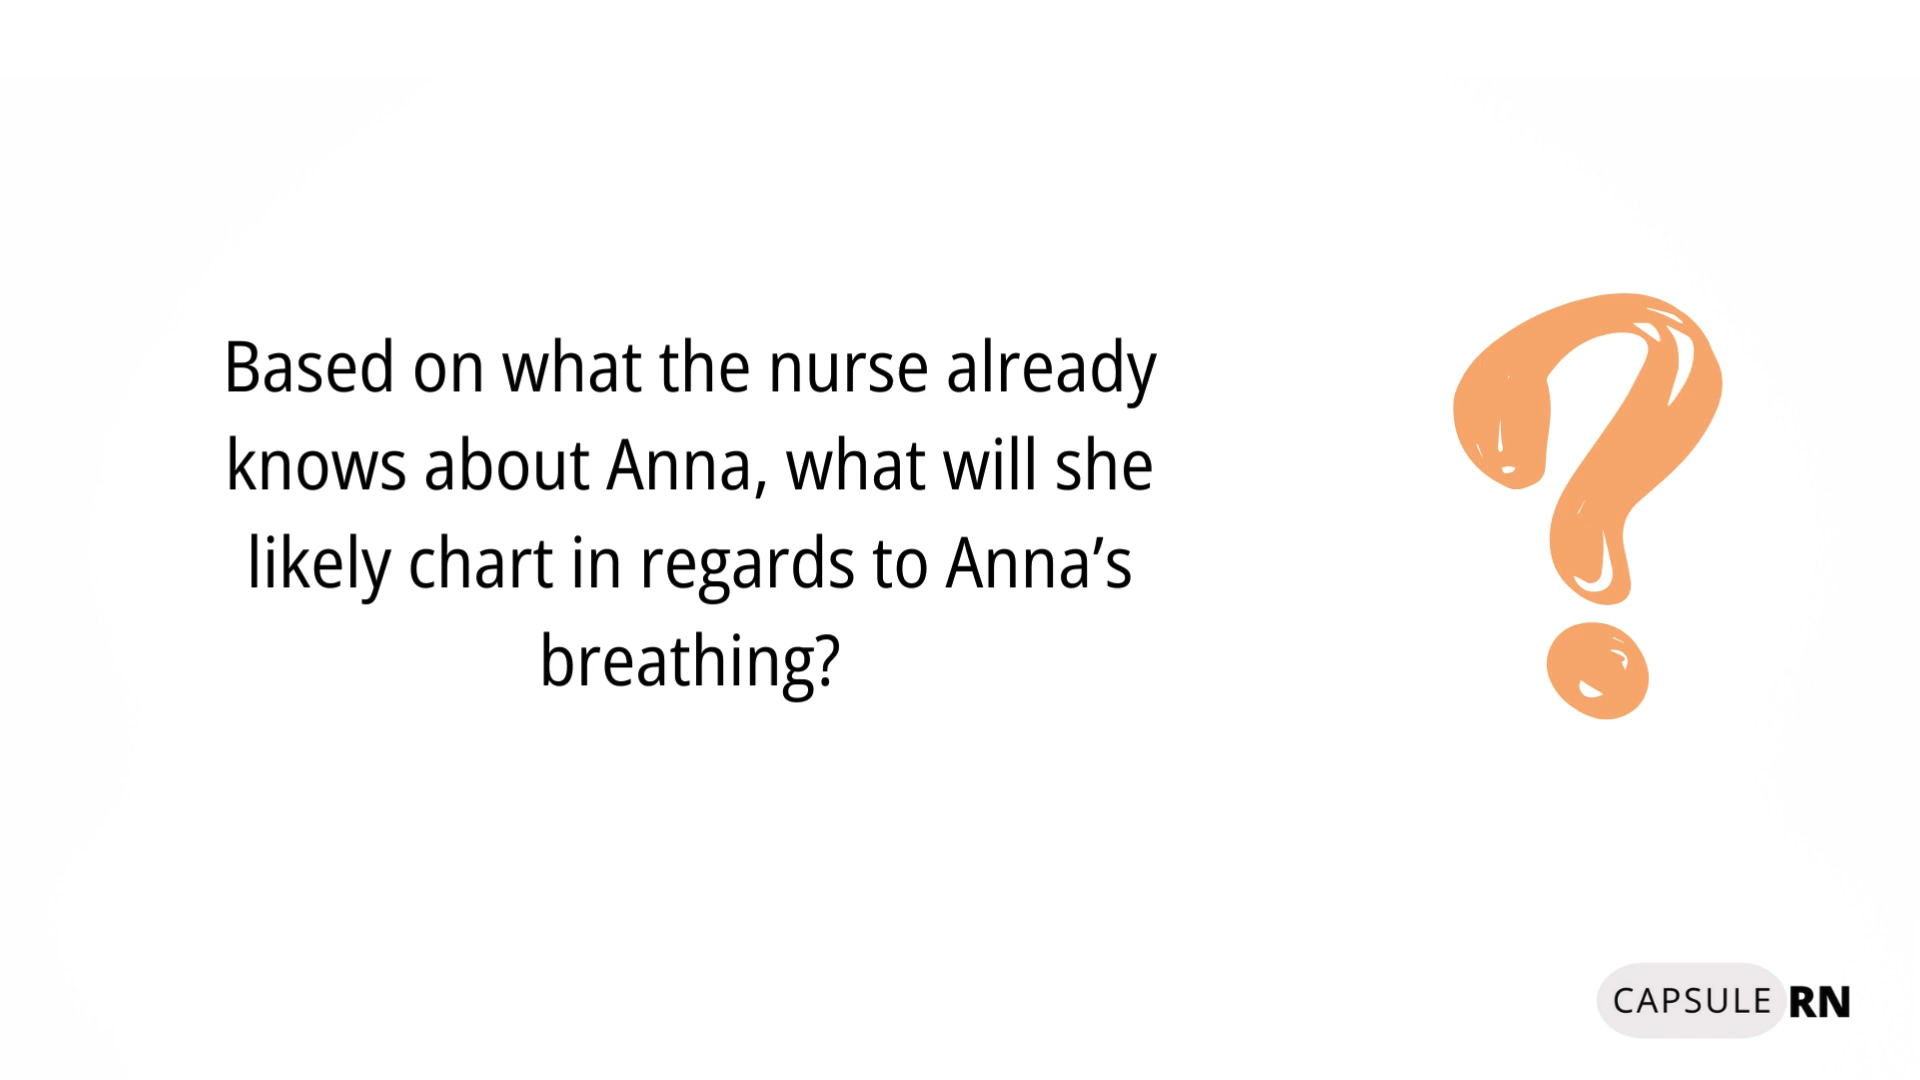 Based on what the nurse already
knows about Anna, what will she
likely chart in regards to Anna’s
breathing?
CAPSULE RN